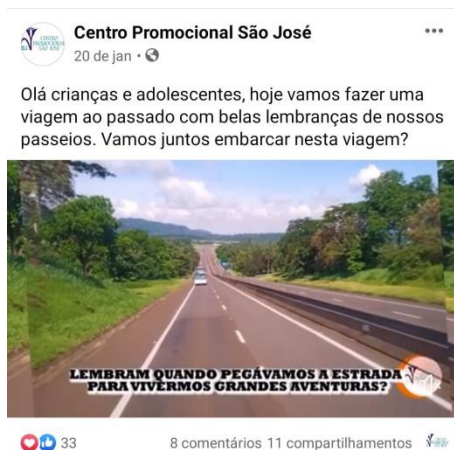 Centro Promocional São José
20 de jan
Olá crianças e adolescentes, hoje vamos fazer uma
viagem ao passado com belas lembranças de nossos
passeios. Vamos juntos embarcar nesta viagem?
LEMBRAM QUANDO PEGÁVAMOS A ESTRADA
PARA VIVERMOS GRANDES AVENTURAS?
33
8 comentários 11 compartilhamentos